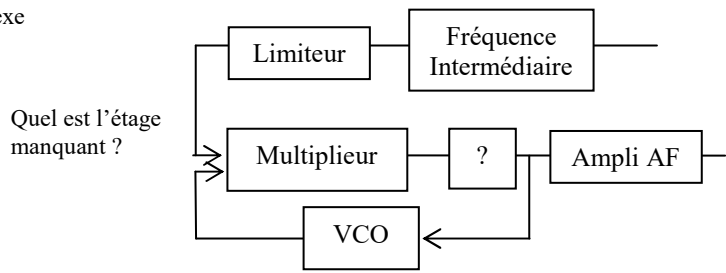 exe
Limiteur
Fréquence
Intermédiaire
Quel est l'étage
manquant ?
Multiplieur
?
Ampli AF
VCO